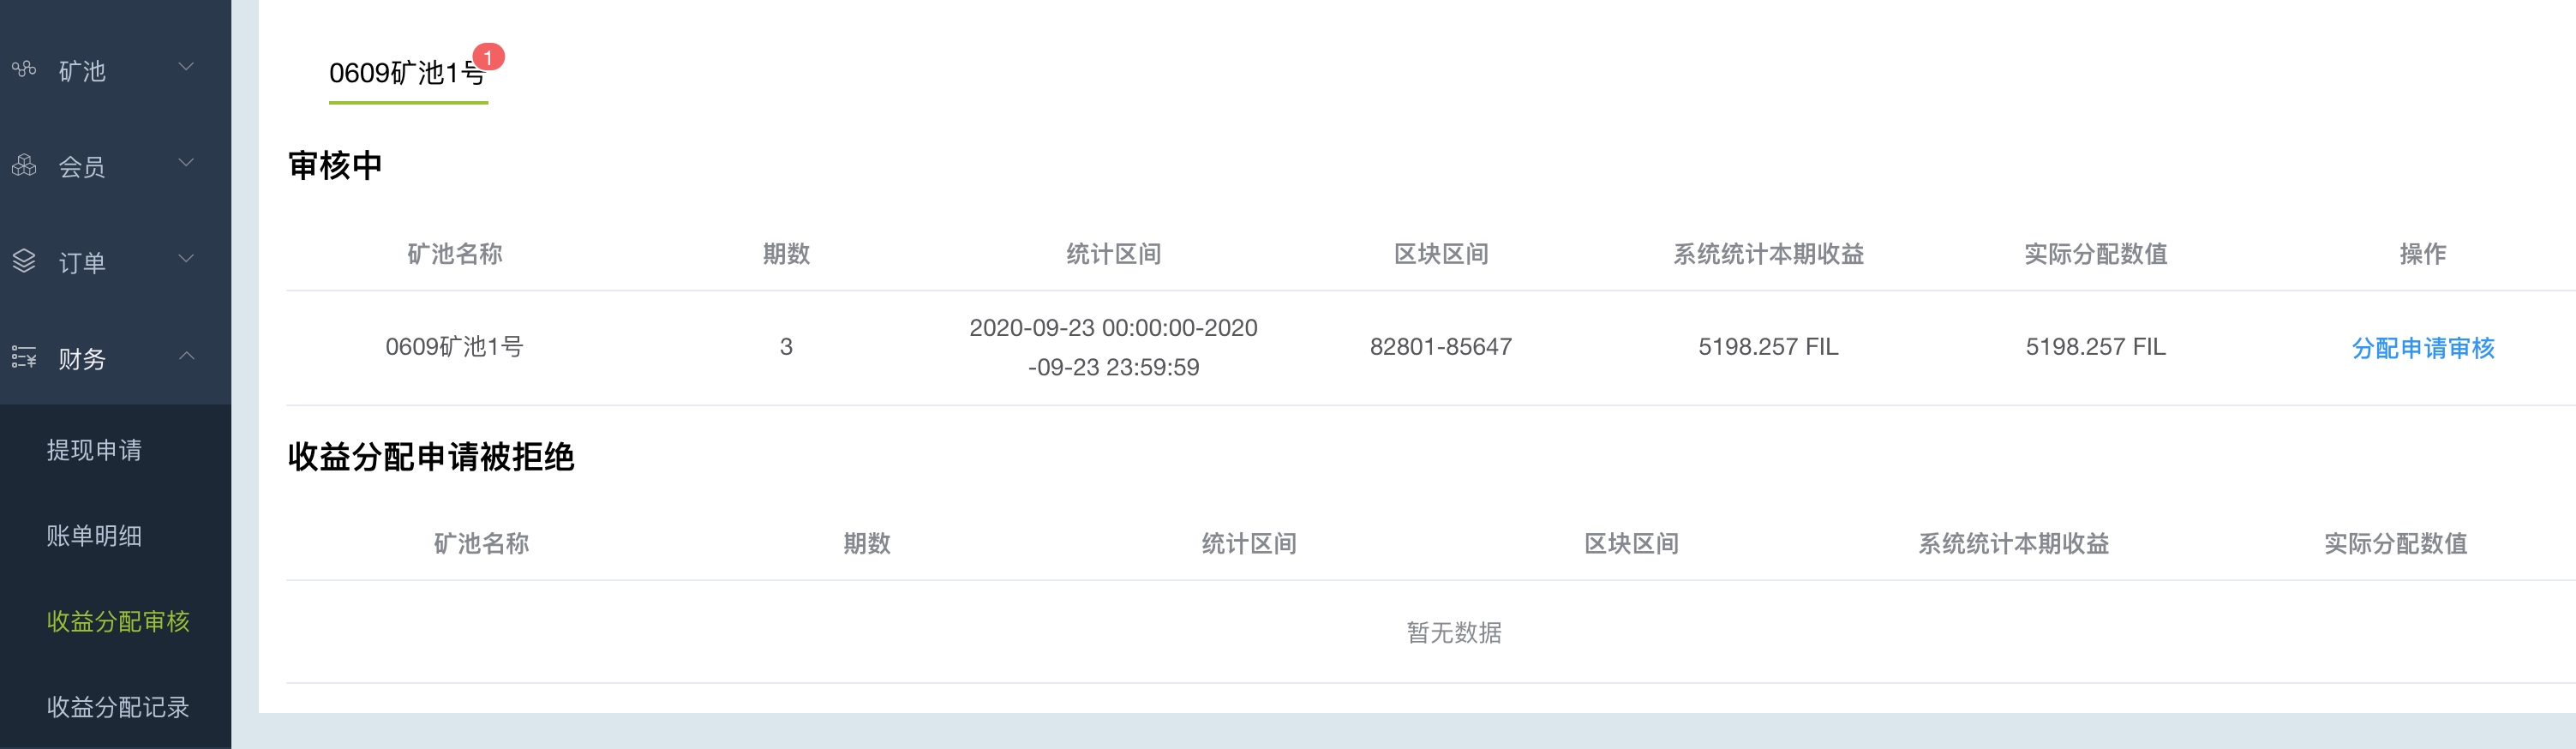 矿池
会员
订单
财务
提现申请
账单明细
收益分配审核
收益分配记录
0609矿池1号
1
审核中
矿池名称 期数 统计区间 区块区间 系统统计本期收益 实际分配数值 操作
0609矿池1号 3 2020-09-23 00:00:00-2020 82801-85647 5198.257 FIL 5198.257 FIL 分配申请审核
-09-23 23:59:59
收益分配申请被拒绝
矿池名称 期数 统计区间 区块区间 系统统计本期收益 实际分配数值
暂无数据